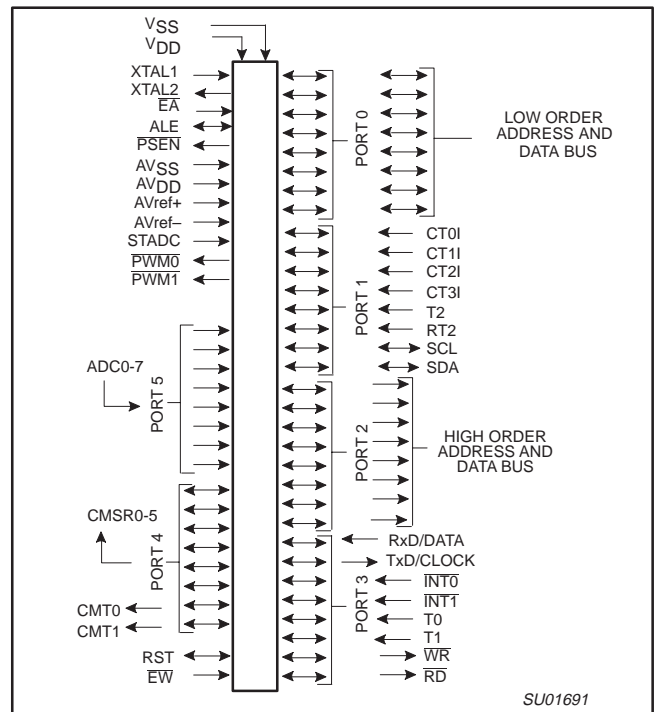 VSS
VDD
XTAL1
XTAL2
EA
ALE
PSEN
AVSS
AVDD
AVref+
AVref–
STADC
PWM0
PWM1
ADC0-7
PORT 5
CMSR0-5
PORT 4
CMT0
CMT1
RST
EW
PORT 0
LOW ORDER
ADDRESS AND
DATA BUS
PORT 1
CT0I
CT1I
CT2I
CT3I
T2
RT2
SCL
SDA
PORT 2
HIGH ORDER
ADDRESS AND
DATA BUS
PORT 3
RxD/DATA
TxD/CLOCK
INT0
INT1
T0
T1
WR
RD
SU01691